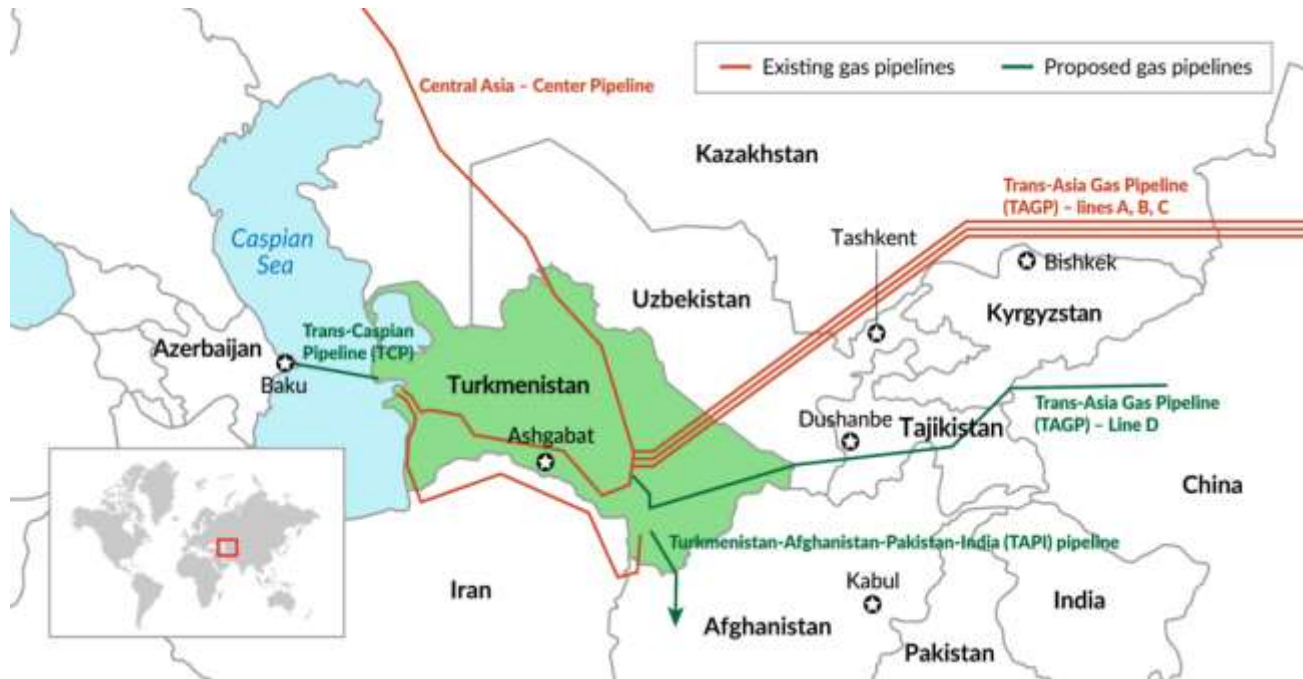 Existing gas pipelines
Proposed gas pipelines
Central Asia – Center Pipeline
Kazakhstan
Trans-Asia Gas Pipeline
(TAGP) – lines A, B, C
Tashkent
Caspian
Sea
Bishkek
Uzbekistan
Kyrgyzstan
Trans-Caspian
Pipeline (TCP)
Azerbaijan
Baku
Turkmenistan
Trans-Asia Gas Pipeline
(TAGP) – Line D
Dushanbe
Tajikistan
Ashgabat
China
Turkmenistan-Afghanistan-Pakistan-India (TAPI) pipeline
Iran
Kabul
India
Afghanistan
Pakistan